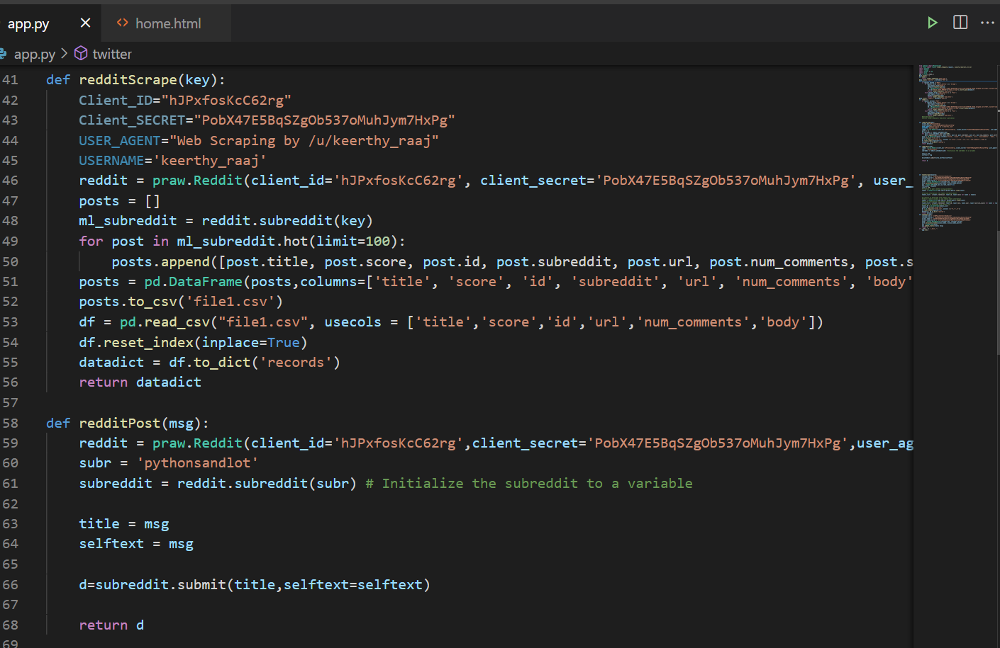 app.py
home.html
app.py
twitter
41 def redditScrape(key):
42 Client_ID="hJPxfosKcC62rg"
43 Client_SECRET="PobX47E5BqSZgOb537oMuhJym7HxPg"
44 USER_AGENT="Web Scraping by /u/keerthy_raaj"
45 USERNAME='keerthy_raaj'
46 reddit = praw.Reddit(client_id='hJPxfosKcC62rg', client_secret='PobX47E5BqSZgOb537oMuhJym7HxPg', user_
47 posts = []
48 ml_subreddit = reddit.subreddit(key)
49 for post in ml_subreddit.hot(limit=100):
50 posts.append([post.title, post.score, post.id, post.subreddit, post.url, post.num_comments, post.s
51 posts = pd.DataFrame(posts,columns=['title', 'score', 'id', 'subreddit', 'url', 'num_comments', 'body'
52 posts.to_csv('file1.csv')
53 df = pd.read_csv("file1.csv", usecols = ['title','score','id','url','num_comments','body'])
54 df.reset_index(inplace=True)
55 datadict = df.to_dict('records')
56 return datadict
57
58 def redditPost(msg):
59 reddit = praw.Reddit(client_id='hJPxfosKcC62rg',client_secret='PobX47E5BqSZgOb537oMuhJym7HxPg',user_ag
60 subr = 'pythonsandlot'
61 subreddit = reddit.subreddit(subr) # Initialize the subreddit to a variable
62
63 title = msg
64 selftext = msg
65
66 d=subreddit.submit(title,selftext=selftext)
67
68 return d
69